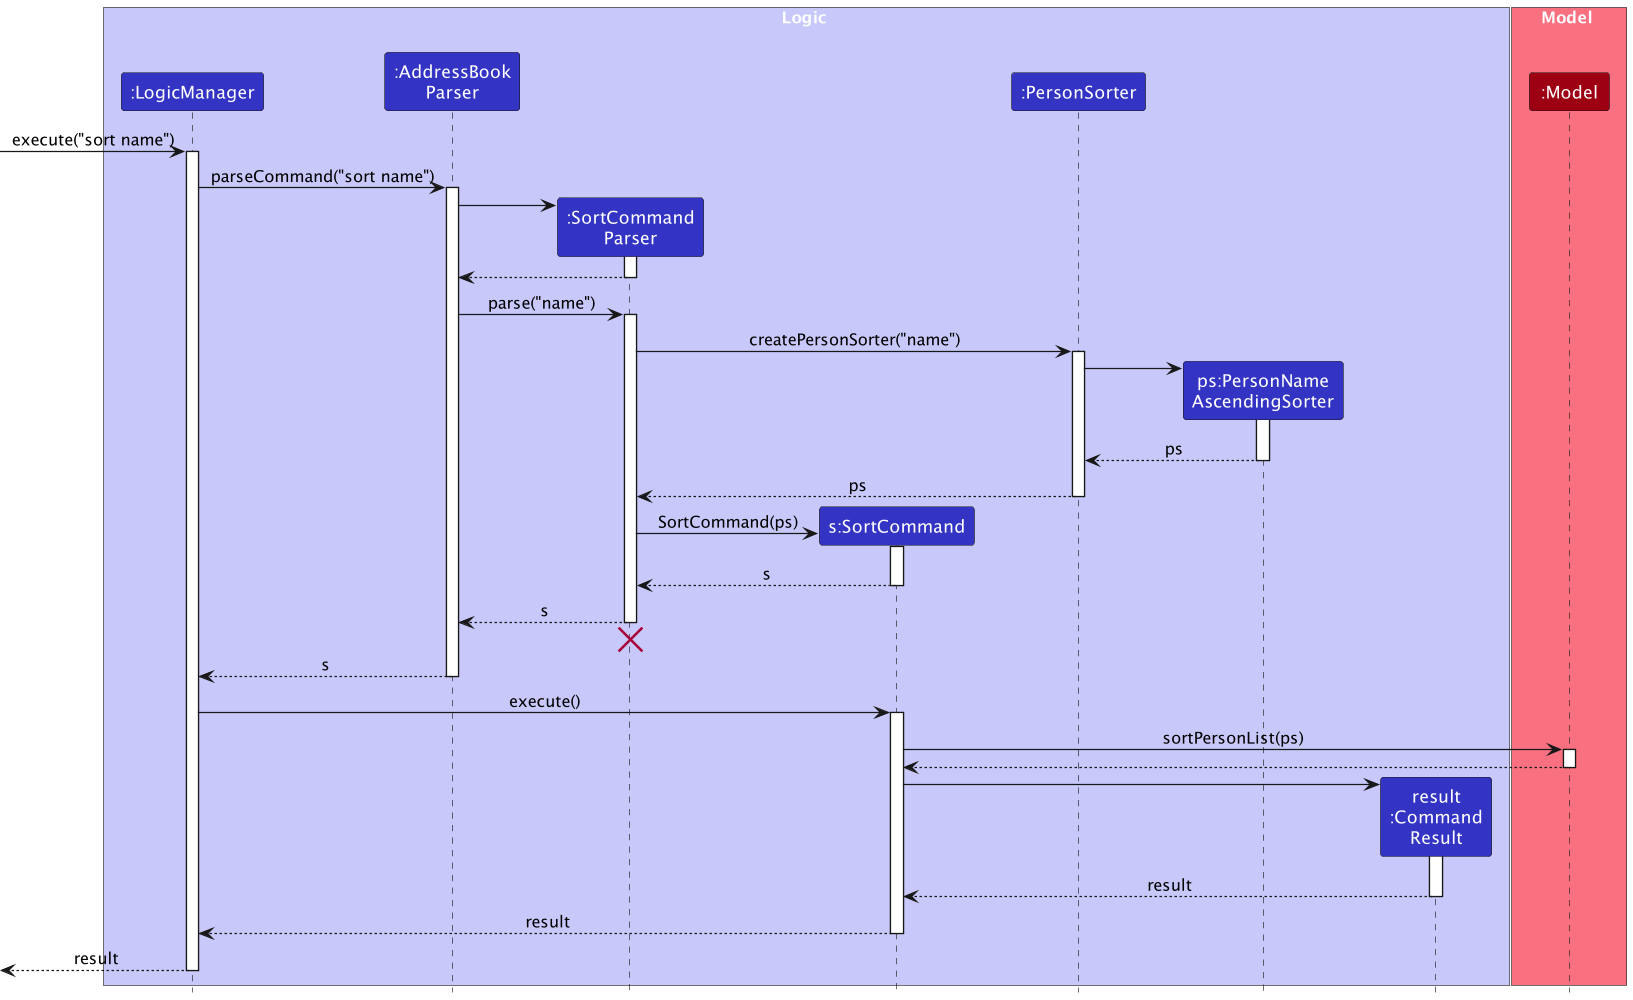 Logic
Model
:LogicManager
:AddressBook
Parser
:PersonSorter
:Model
execute("sort name")
parseCommand("sort name")
:SortCommand
Parser
parse("name")
createPersonSorter("name")
ps:PersonName
AscendingSorter
ps
ps
SortCommand(ps)
s:SortCommand
s
s
s
execute()
sortPersonList(ps)
result
:Command
Result
result
result
result